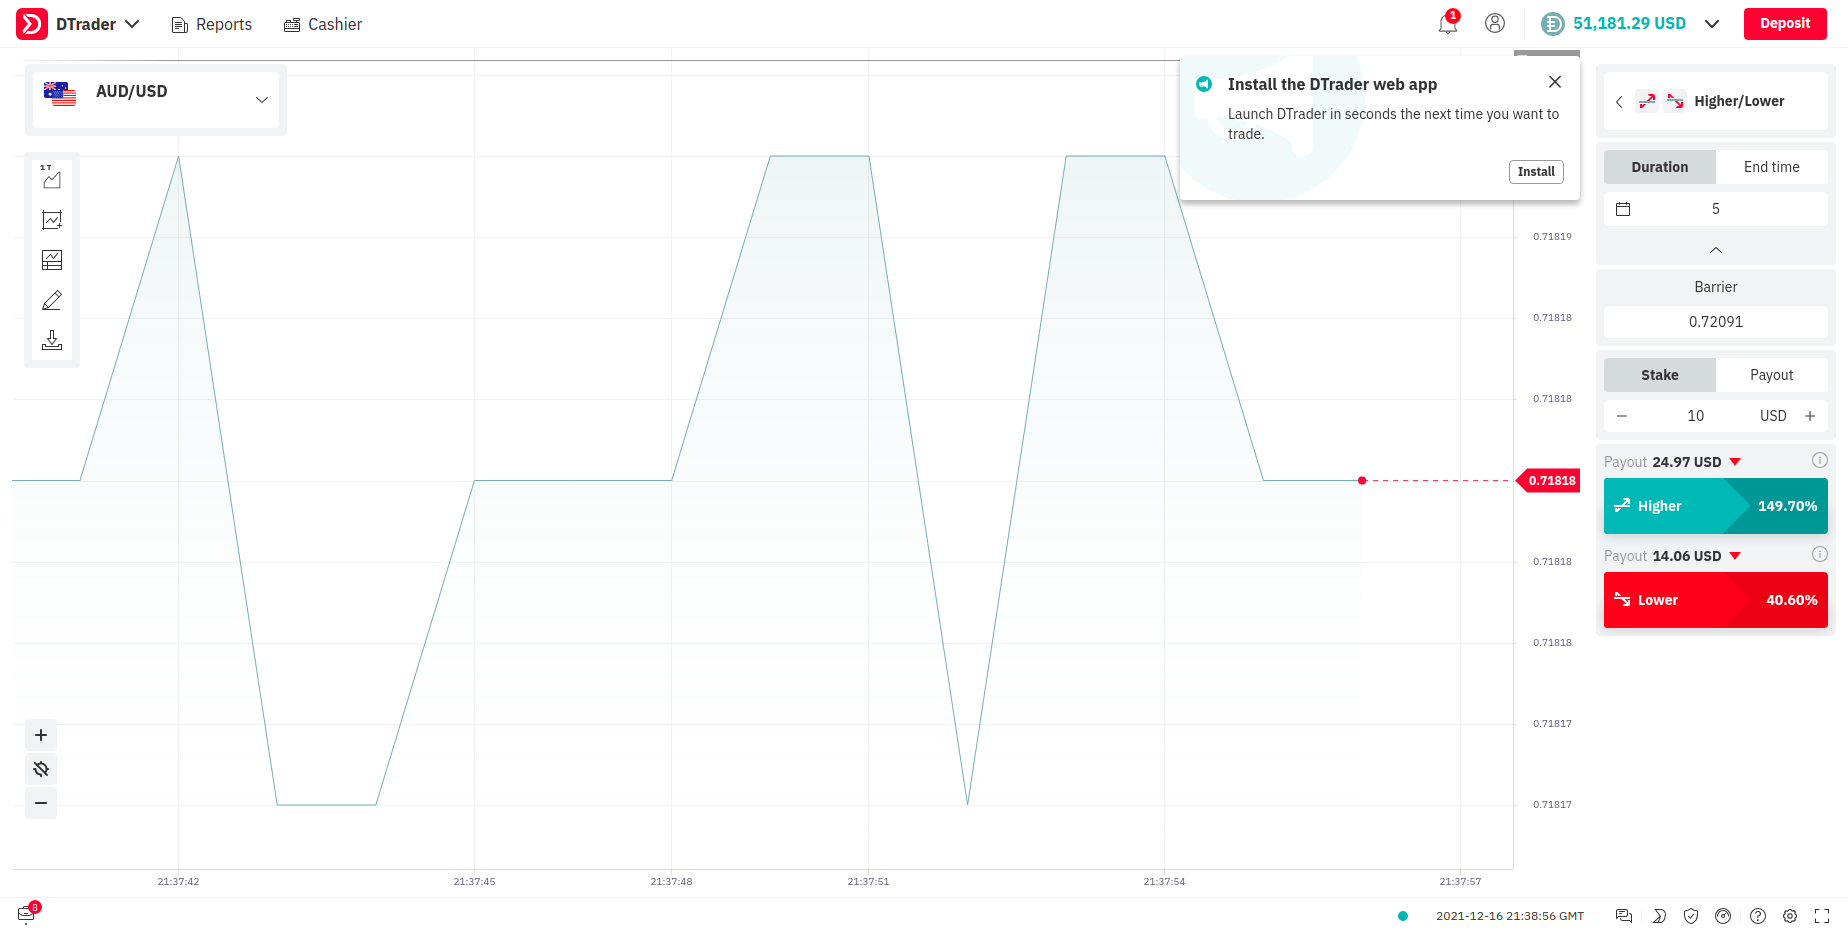 DTrader
Reports
Cashier
1
51,181.29 USD
Deposit
AUD/USD
Install the DTrader web app
Launch DTrader in seconds the next time you want to
trade.
Install
1 T
Higher/Lower
Duration
End time
5
Barrier
0.72091
Stake
Payout
10
USD
Payout 24.97 USD
Higher
149.70%
Payout 14.06 USD
Lower
40.60%
0.71819
0.71818
0.71818
0.71818
0.71818
0.71818
0.71817
0.71817
21:37:42
21:37:45
21:37:48
21:37:51
21:37:54
21:37:57
8
2021-12-16 21:38:56 GMT